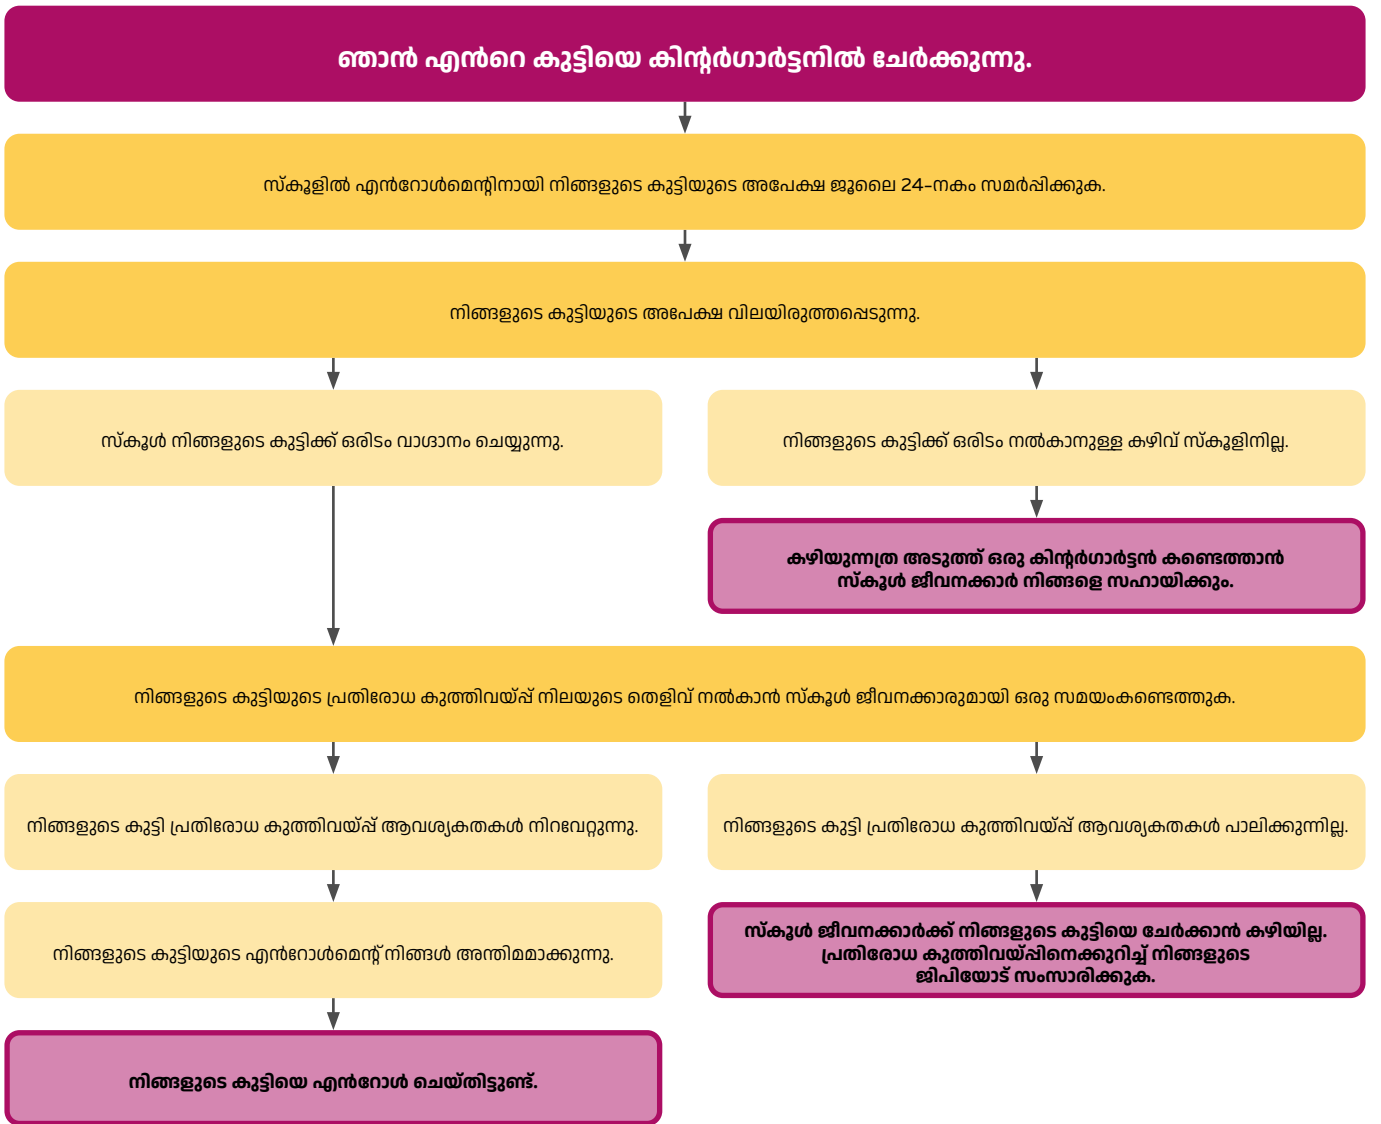 ഞാൻ എൻറെ കുട്ടിയെ കിന്റർഗാർട്ടനിൽ ചേർക്കുന്നു.
സ്കൂളിൽ എൻറോൾമെന്റിനായി നിങ്ങളുടെ കുട്ടിയുടെ അപേക്ഷ ജൂലൈ 24-നകം സമർപ്പിക്കുക.
നിങ്ങളുടെ കുട്ടിയുടെ അപേക്ഷ വിലയിരുത്തപ്പെടുന്നു.
സ്കൂൾ നിങ്ങളുടെ കുട്ടിക്ക് ഒരിടം വാഗ്ദാനം ചെയ്യുന്നു.
നിങ്ങളുടെ കുട്ടിക്ക് ഒരിടം നൽകാനുള്ള കഴിവ് സ്കൂളിനില്ല.
കഴിയുന്നത്ര അടുത്ത് ഒരു കിന്റർഗാർട്ടൻ കണ്ടെത്താൻ
സ്കൂൾ ജീവനക്കാർ നിങ്ങളെ സഹായിക്കും.
നിങ്ങളുടെ കുട്ടിയുടെ പ്രതിരോധ കുത്തിവയ്പ്പ് നിലയുടെ തെളിവ് നൽകാൻ സ്കൂൾ ജീവനക്കാരുമായി ഒരു സമയംകണ്ടെത്തുക.
നിങ്ങളുടെ കുട്ടി പ്രതിരോധ കുത്തിവയ്പ്പ് ആവശ്യകതകൾ നിറവേറ്റുന്നു.
നിങ്ങളുടെ കുട്ടി പ്രതിരോധ കുത്തിവയ്പ്പ് ആവശ്യകതകൾ പാലിക്കുന്നില്ല.
നിങ്ങളുടെ കുട്ടിയുടെ എൻറോൾമെന്റ് നിങ്ങൾ അന്തിമമാക്കുന്നു.
സ്കൂൾ ജീവനക്കാർക്ക് നിങ്ങളുടെ കുട്ടിയെ ചേർക്കാൻ കഴിയില്ല.
പ്രതിരോധ കുത്തിവയ്പ്പിനെക്കുറിച്ച് നിങ്ങളുടെ
ജിപിയോട് സംസാരിക്കുക.
നിങ്ങളുടെ കുട്ടിയെ എൻറോൾ ചെയ്തിട്ടുണ്ട്.